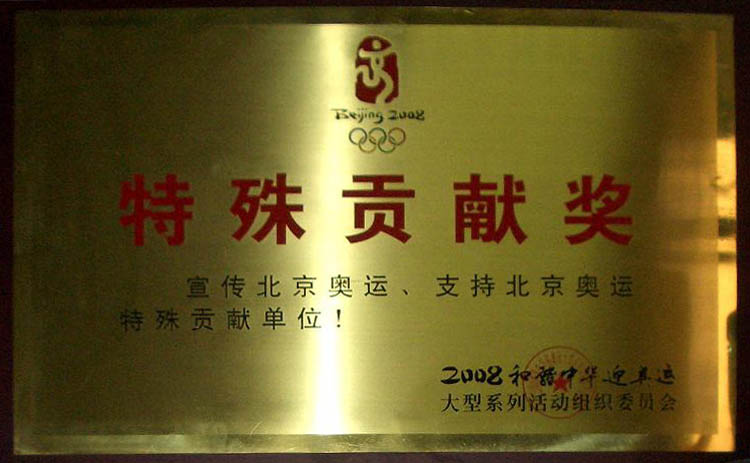 Beijing 2008
特殊贡献奖
宣传北京奥运、支持北京奥运
特殊贡献单位!
2008和谐中华迎奥运
大型系列活动组织委员会